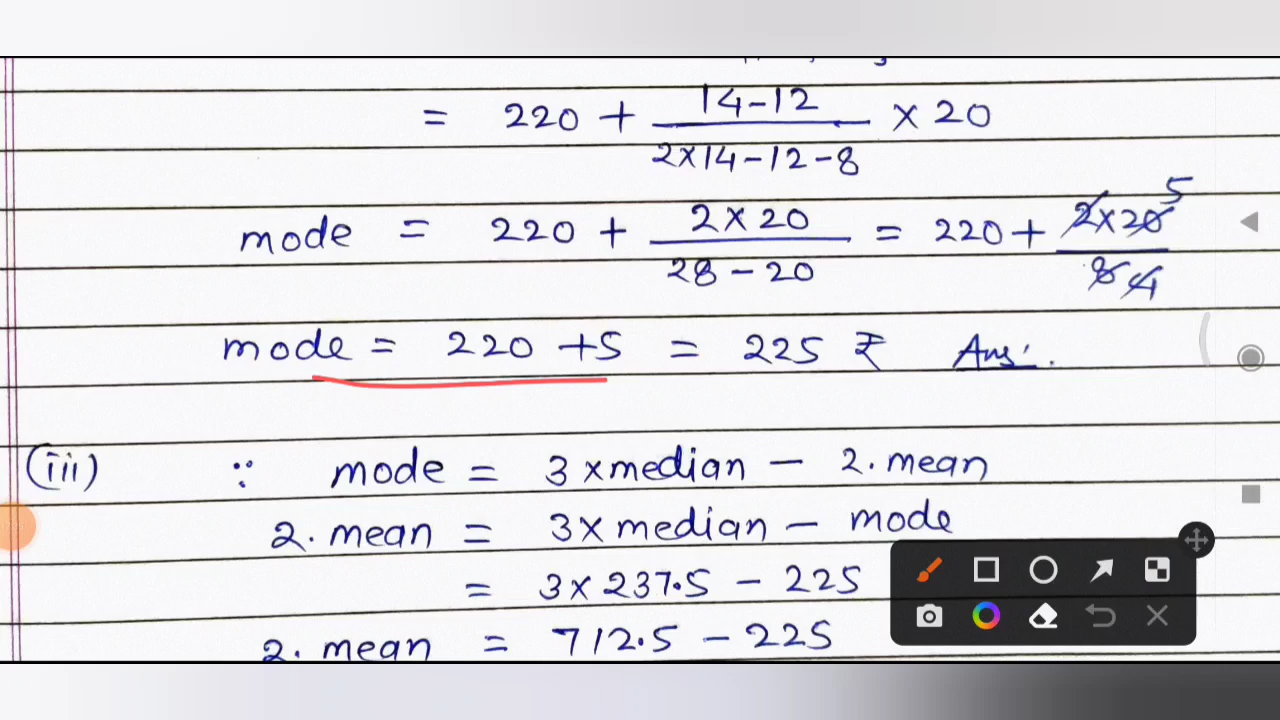 = 220 + 14-12 / 2×14-12-8 × 20
mode = 220 + 2×20 / 28-20 = 220 + 2×20 5 / 8 4
mode = 220 +5 = 225 ₹ Ans.
(iii) ∵ mode = 3×median - 2.mean
2.mean = 3×median - mode
= 3×237.5 - 225
2.mean = 712.5 - 225